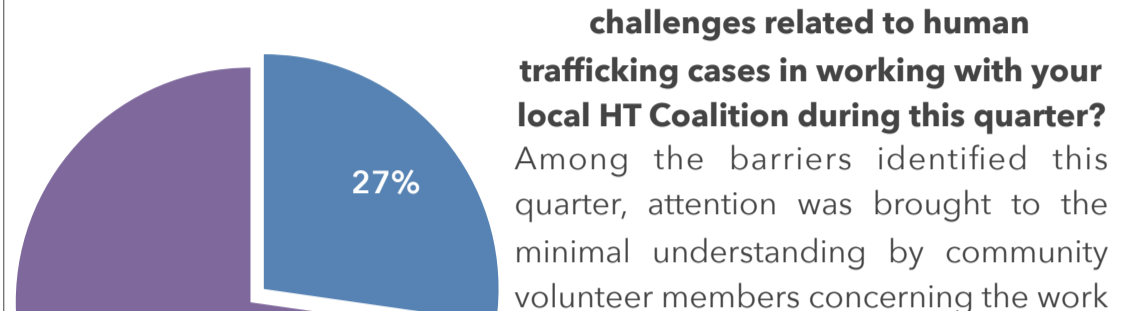 challenges related to human
trafficking cases in working with your
local HT Coalition during this quarter?
27%
Among the barriers identified this
quarter, attention was brought to the
minimal understanding by community
volunteer members concerning the work